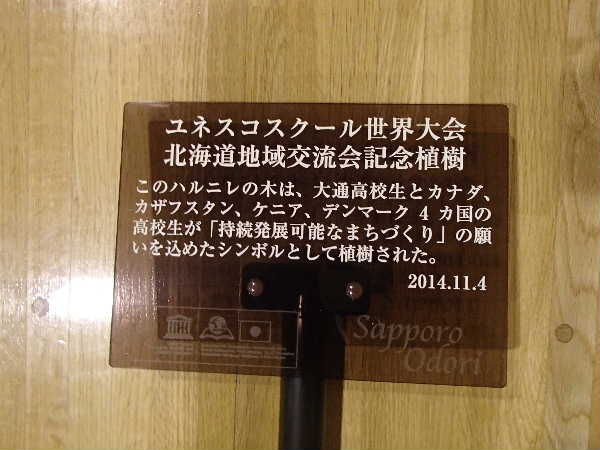 ユネスコスクール世界大会
北海道地域交流会記念植樹
このハルニレの木は、大通高校生とカナダ、
カザフスタン、ケニア、デンマーク 4 カ国の
高校生が「持続発展可能なまちづくり」の願
いを込めたシンボルとして植樹された。
2014.11.4
Sapporo
Odori